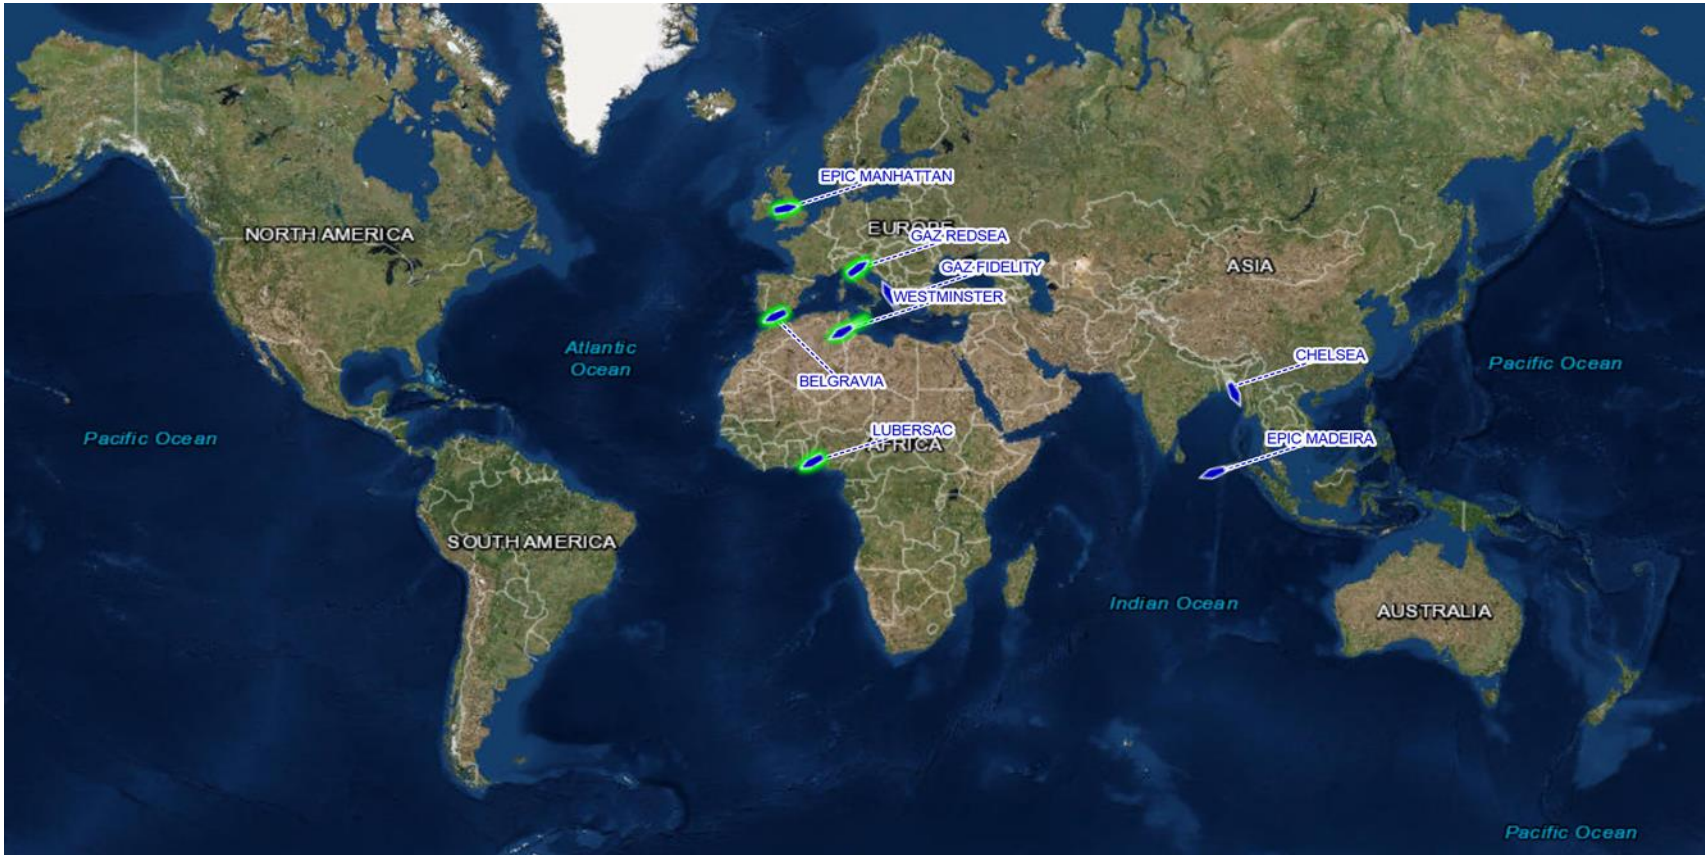 EPIC MANHATTAN
NORTH AMERICA
EUROPE
GAZ REDSEA
GAZ FIDELITY
ASIA
WESTMINSTER
Atlantic
Ocean
CHELSEA
Pacific Ocean
BELGRAVIA
LUBERSAC
AFRICA
EPIC MADEIRA
Pacific Ocean
SOUTH AMERICA
Indian Ocean
AUSTRALIA
Pacific Ocean